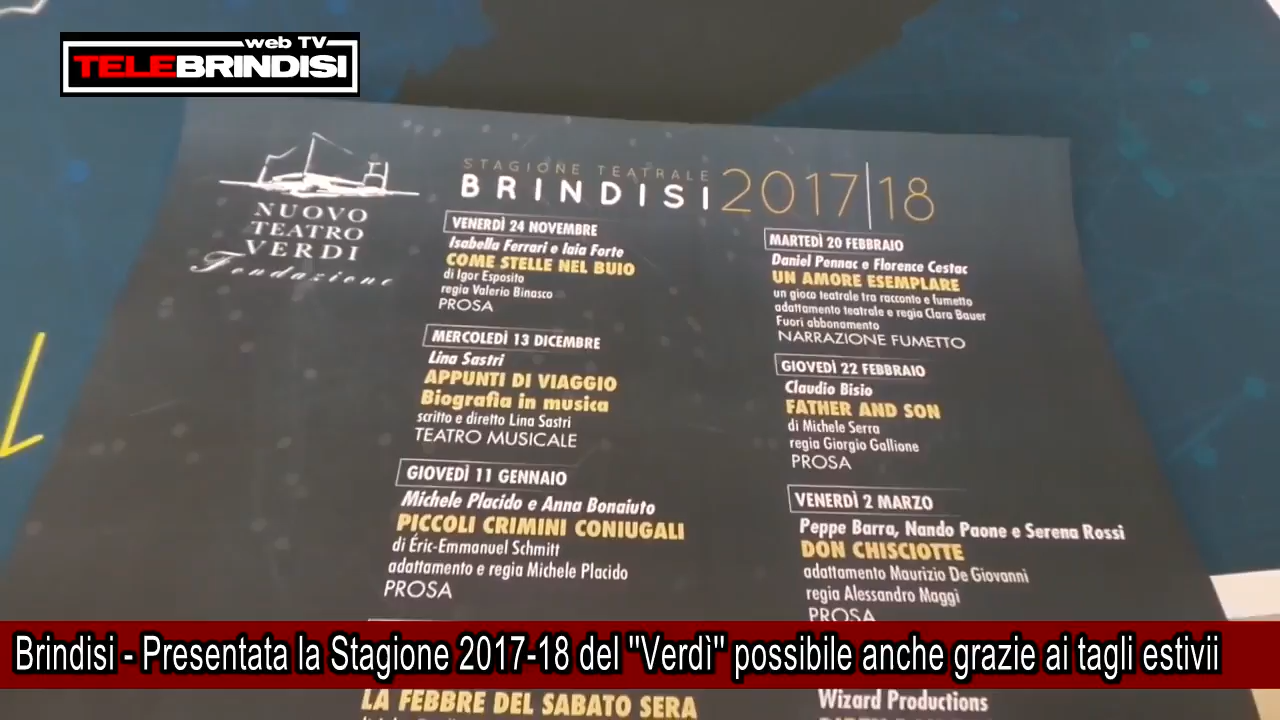 web TV
TELEBRINDISI
NUOVO
TEATRO
VERDI
Fondazione
STAGIONE TEATRALE
BRINDISI 2017|18
VENERDÌ 24 NOVEMBRE
Isabella Ferrari e Iaia Forte
COME STELLE NEL BUIO
di Igor Esposito
regia Valerio Binasco
PROSA
MERCOLEDÌ 13 DICEMBRE
Lina Sastri
APPUNTI DI VIAGGIO
Biografia in musica
scritto e diretto Lina Sastri
TEATRO MUSICALE
GIOVEDÌ 11 GENNAIO
Michele Placido e Anna Bonaiuto
PICCOLI CRIMINI CONIUGALI
di Éric-Emmanuel Schmitt
adattamento e regia Michele Placido
PROSA
LA FEBBRE DEL SABATO SERA
MARTEDÌ 20 FEBBRAIO
Daniel Pennac e Florence Cestac
UN AMORE ESEMPLARE
un gioco teatrale tra racconto e fumetto
adattamento teatrale e regia Clara Bauer
Fuori abbonamento
NARRAZIONE FUMETTO
GIOVEDÌ 22 FEBBRAIO
Claudio Bisio
FATHER AND SON
di Michele Serra
regia Giorgio Gallione
PROSA
VENERDÌ 2 MARZO
Peppe Barra, Nando Paone e Serena Rossi
DON CHISCIOTTE
adattamento Maurizio De Giovanni
regia Alessandro Maggi
PROSA
Wizard Productions
Brindisi - Presentata la Stagione 2017-18 del "Verdì" possibile anche grazie ai tagli estivii